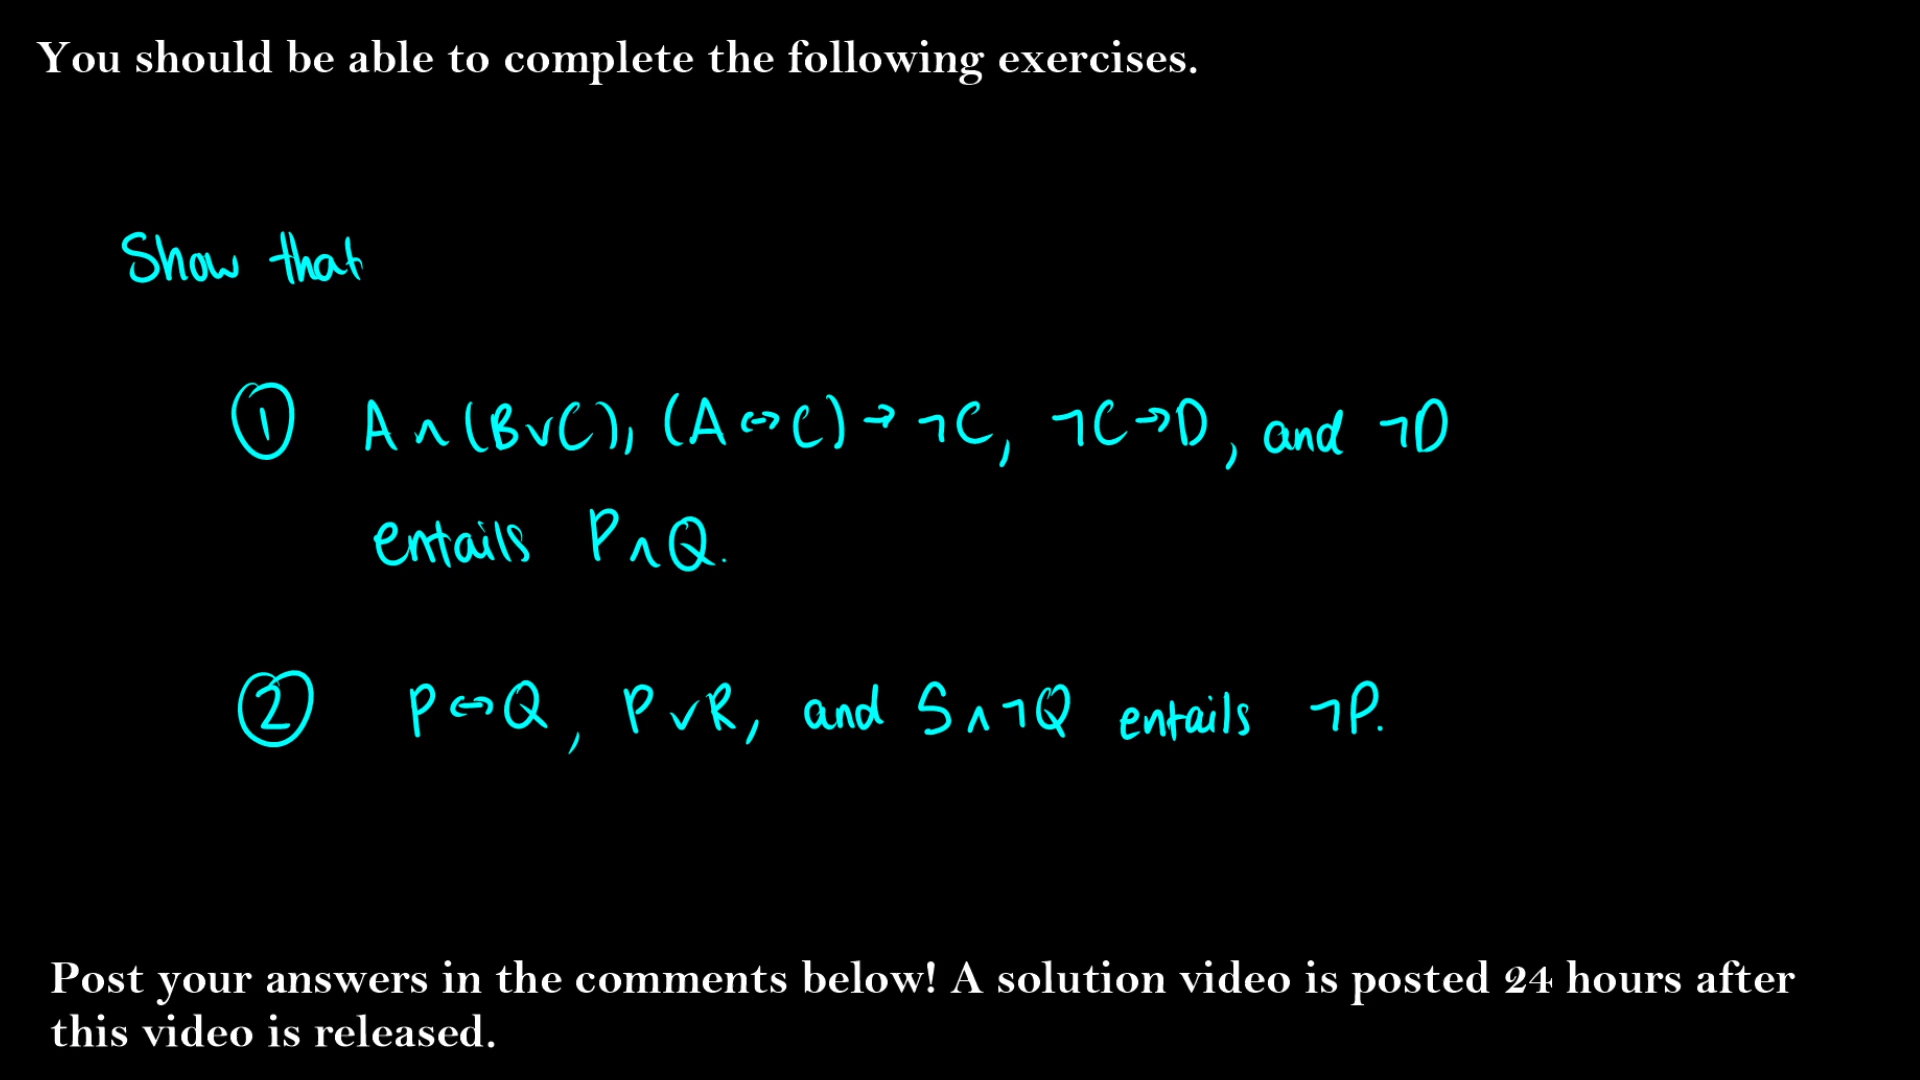 You should be able to complete the following exercises.
Show that
① A ∧ (B ∨ C), (A ↔ C) → ¬C, ¬C → D, and ¬D
entails P ∧ Q.
② P ↔ Q, P ∨ R, and S ∧ ¬Q entails ¬P.
Post your answers in the comments below! A solution video is posted 24 hours after
this video is released.